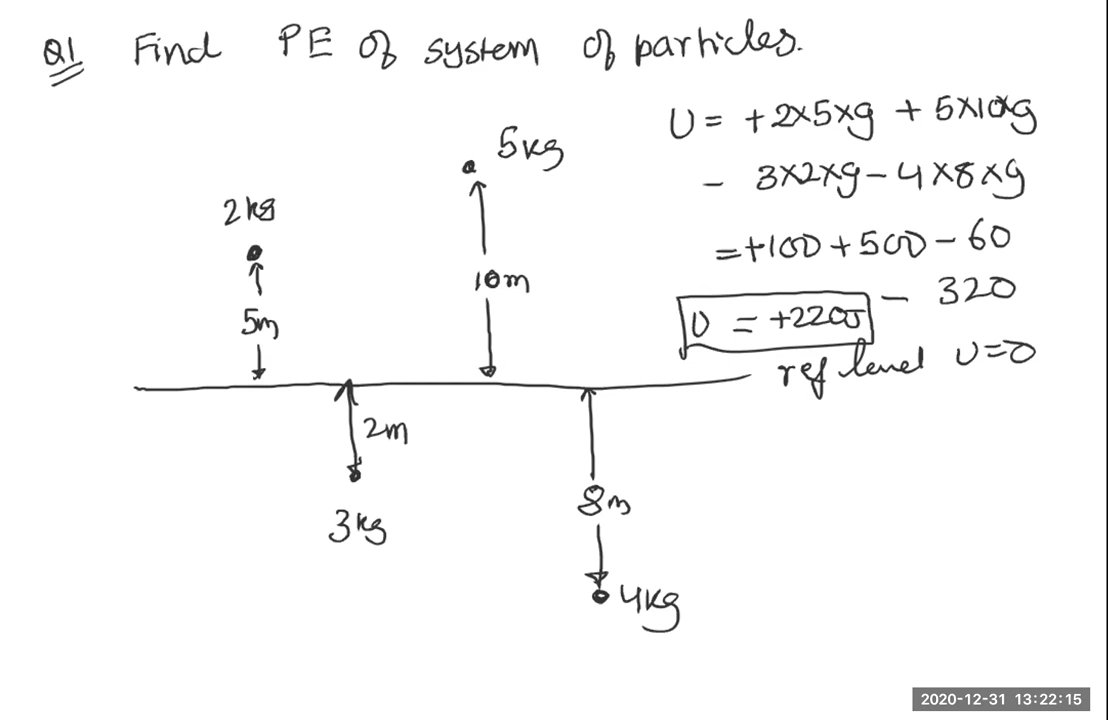 Q1 Find PE of system of particles.
U = +2×5×g + 5×10×g
- 3×2×g - 4×8×g
= +100 + 500 - 60
- 320
U = +220J
ref level U=0
5kg
2kg
10m
5m
2m
3kg
8m
4kg
2020-12-31 13:22:15